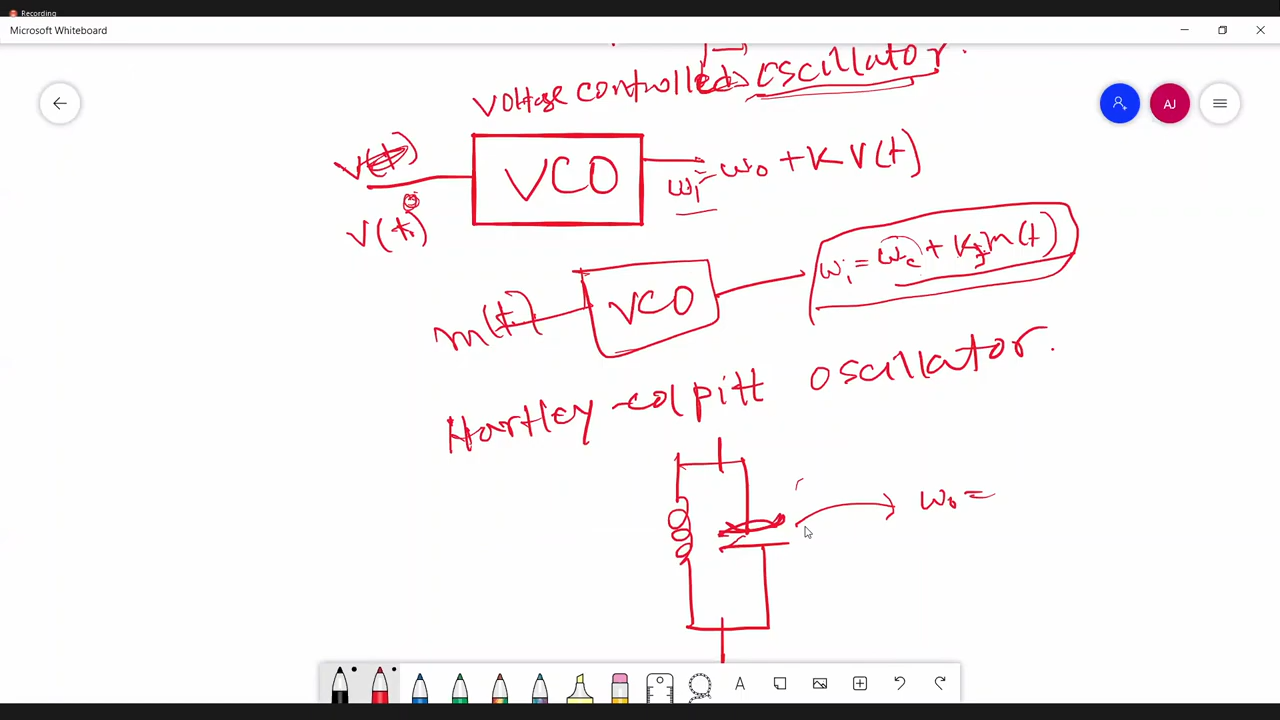 Recording
Microsoft Whiteboard
Voltage controlled oscillator.
V(t)
VCO
ωi = ω0 + K V(t)
V(t)
m(t)
VCO
ωi = ωc + Kf m(t)
Hartley - colpitt oscillator.
ω0 =
AJ
A